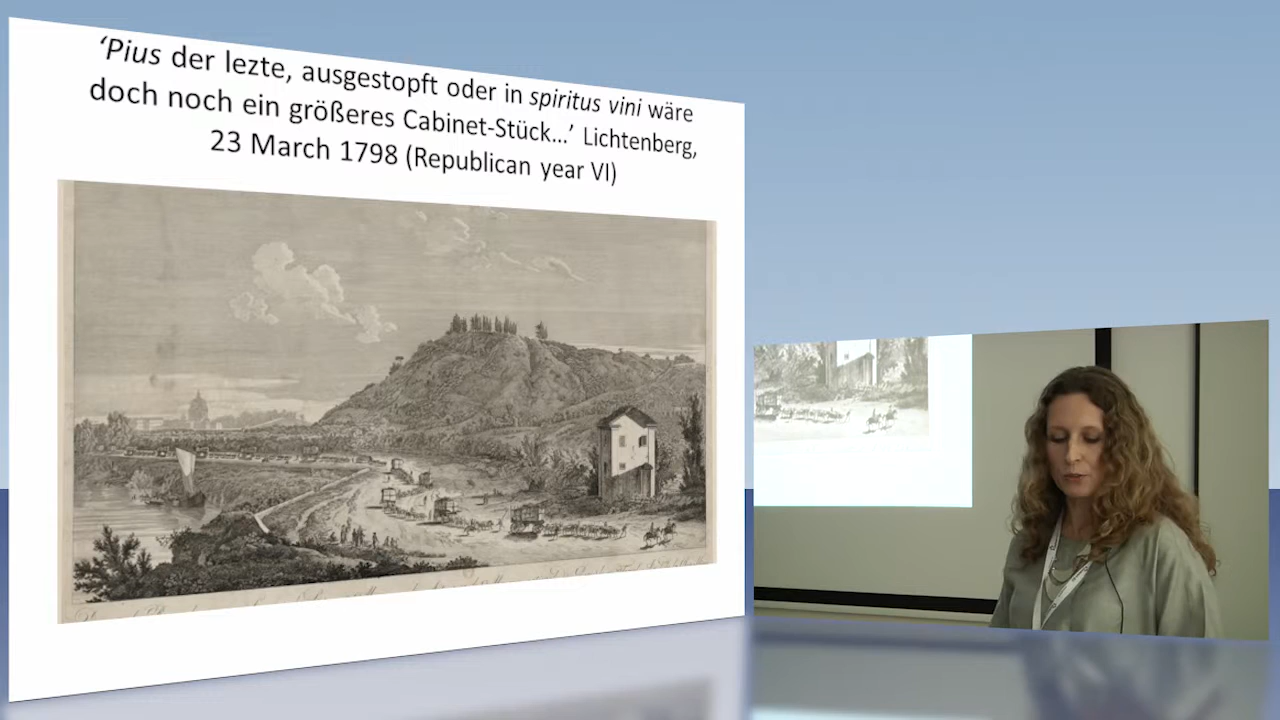 ‘Pius der lezte, ausgestopft oder in spiritus vini wäre
doch noch ein größeres Cabinet-Stück...’ Lichtenberg,
23 March 1798 (Republican year VI)